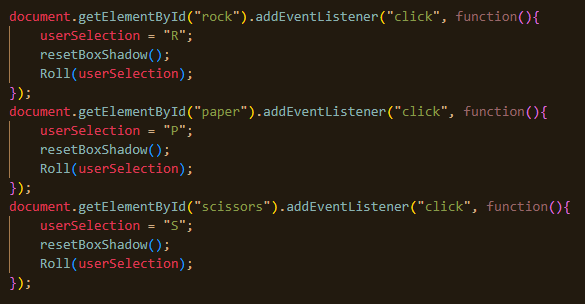 document.getElementById("rock").addEventListener("click", function(){
    userSelection = "R";
    resetBoxShadow();
    Roll(userSelection);
});
document.getElementById("paper").addEventListener("click", function(){
    userSelection = "P";
    resetBoxShadow();
    Roll(userSelection);
});
document.getElementById("scissors").addEventListener("click", function(){
    userSelection = "S";
    resetBoxShadow();
    Roll(userSelection);
});